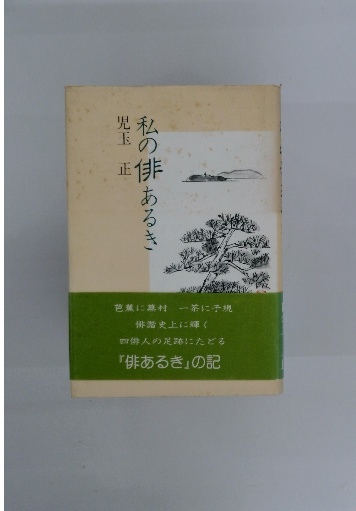 私の俳あるき
児玉 正
芭蕉に蕪村 一茶に子規
俳諧史上に輝く
四俳人の足跡にたどる
『俳あるき』の記